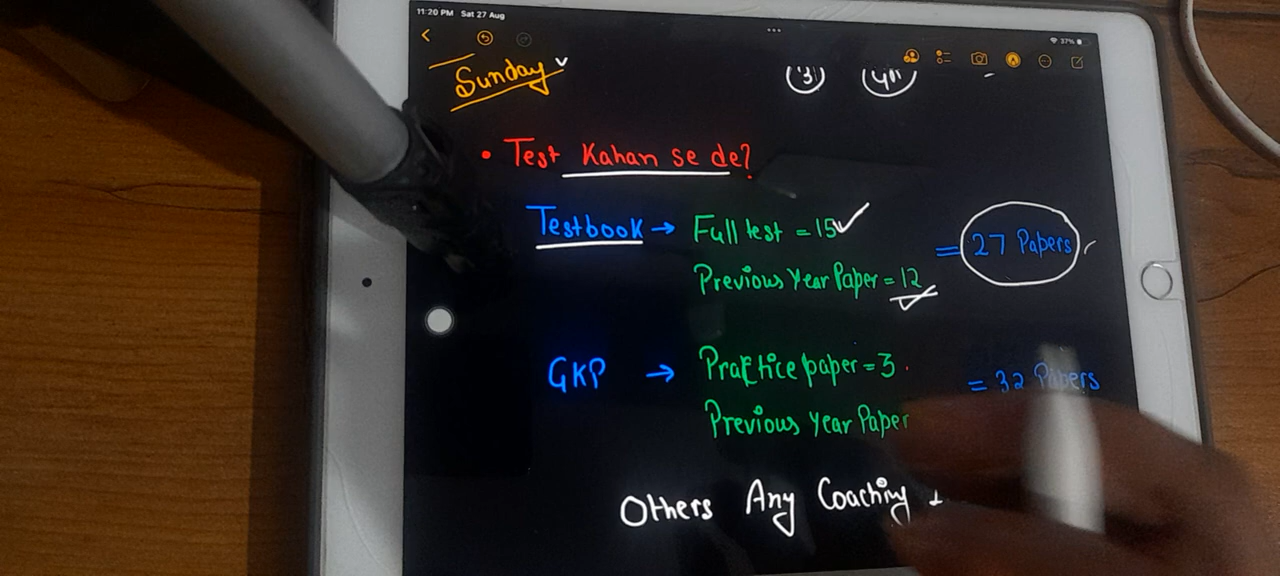 11:20 PM Sat 27 Aug
37%
Sunday
3
• Test Kahan se de?
Testbook → Full test = 15
Previous Year Paper = 12
= 27 Papers
GKP → Practice paper = 3
Previous Year Paper
= 32 Papers
Others Any Coaching